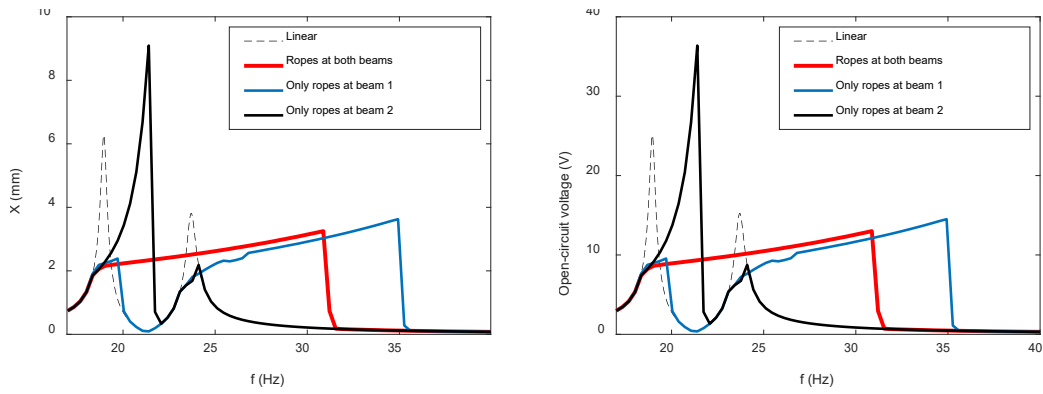 10
8
6
4
2
0
X (mm)
20
25
30
35
f (Hz)
Linear
Ropes at both beams
Only ropes at beam 1
Only ropes at beam 2
40
30
20
10
0
Open-circuit voltage (V)
20
25
30
35
40
f (Hz)
Linear
Ropes at both beams
Only ropes at beam 1
Only ropes at beam 2